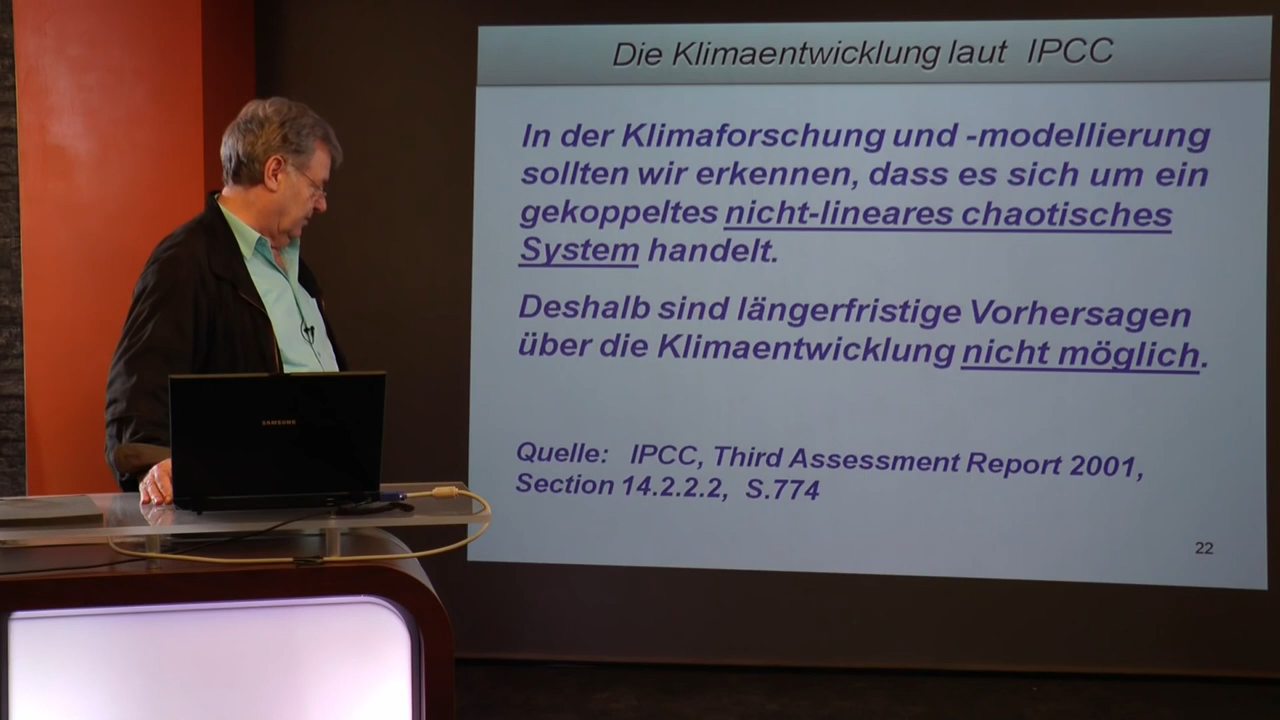 Die Klimaentwicklung laut IPCC
In der Klimaforschung und -modellierung
sollten wir erkennen, dass es sich um ein
gekoppeltes nicht-lineares chaotisches
System handelt.
Deshalb sind längerfristige Vorhersagen
über die Klimaentwicklung nicht möglich.
Quelle: IPCC, Third Assessment Report 2001,
Section 14.2.2.2, S.774
22
SAMSUNG